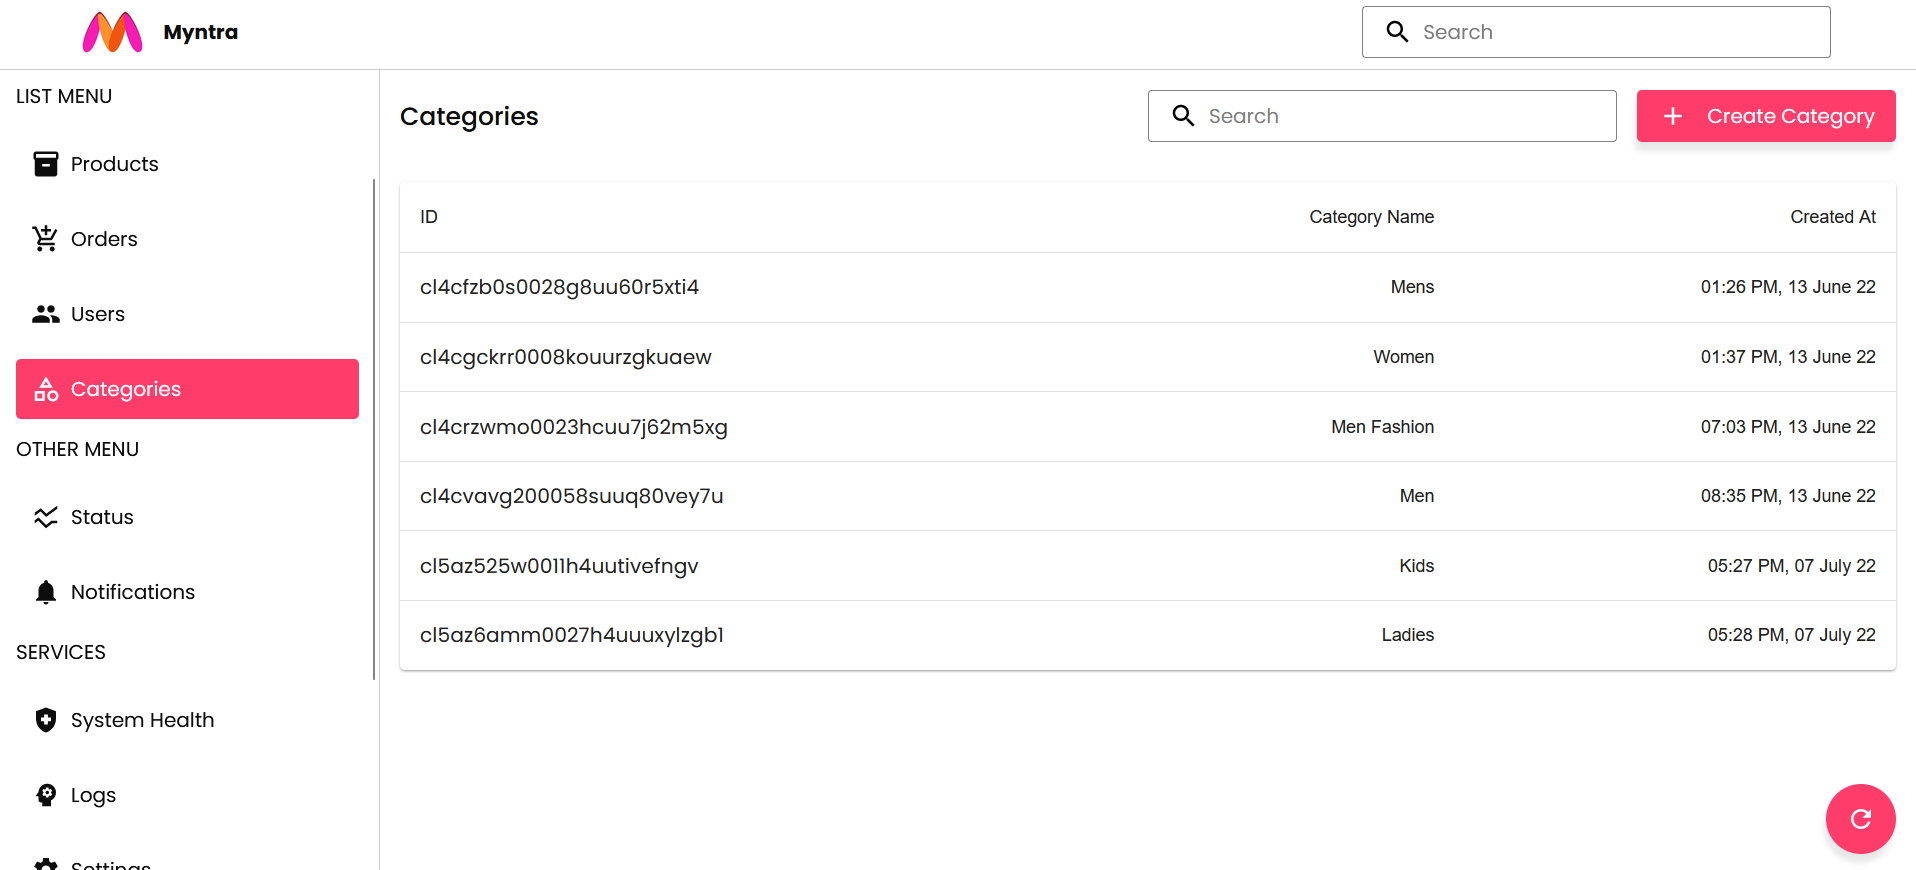 Myntra
Search
LIST MENU
Products
Orders
Users
Categories
OTHER MENU
Status
Notifications
SERVICES
System Health
Logs
Settings
Categories
Search
Create Category
ID Category Name Created At
cl4cfzb0s0028g8uu60r5xti4 Mens 01:26 PM, 13 June 22
cl4cgckrr0008kouurzgkuaew Women 01:37 PM, 13 June 22
cl4crzwmo0023hcuu7j62m5xg Men Fashion 07:03 PM, 13 June 22
cl4cvavg200058suuq80vey7u Men 08:35 PM, 13 June 22
cl5az525w0011h4uutivefngv Kids 05:27 PM, 07 July 22
cl5az6amm0027h4uuuxylzgb1 Ladies 05:28 PM, 07 July 22